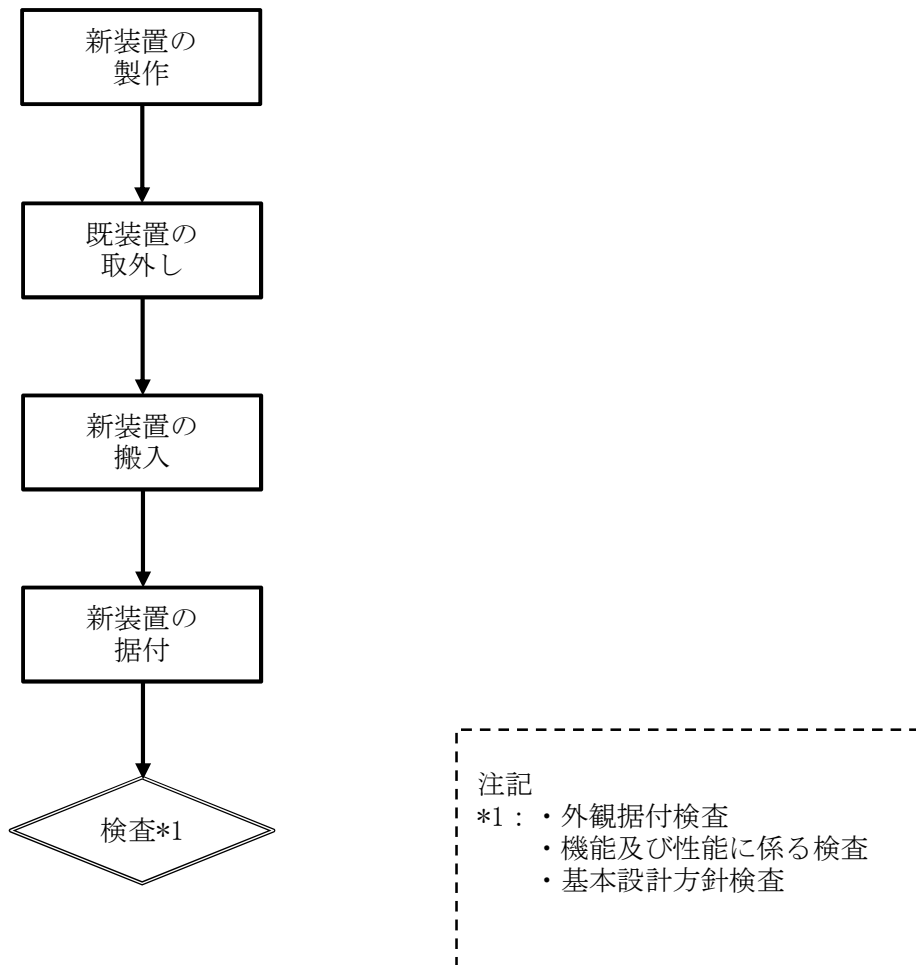 新装置の
製作
既装置の
取外し
新装置の
搬入
新装置の
据付
検査*1
注記
*1：・外観据付検査
・機能及び性能に係る検査
・基本設計方針検査